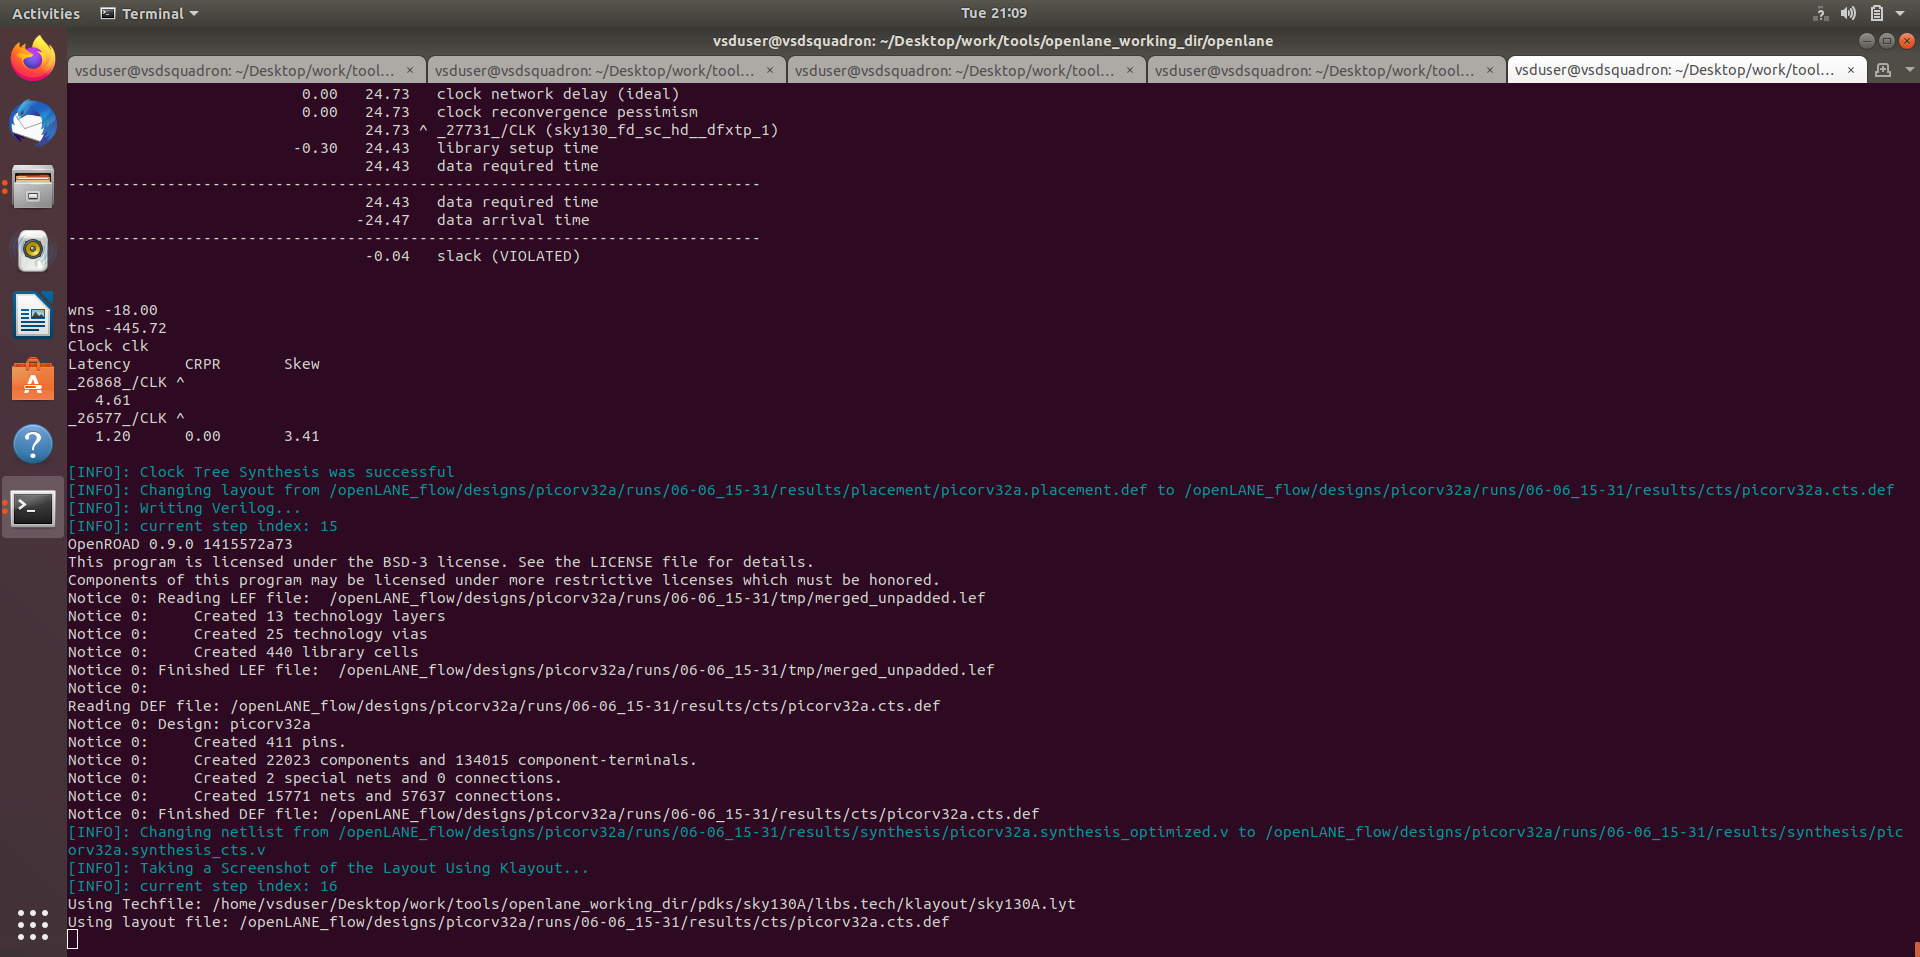 Activities Terminal Tue 21:09
vsduser@vsdsquadron: ~/Desktop/work/tools/openlane_working_dir/openlane
vsduser@vsdsquadron: ~/Desktop/work/tool... × vsduser@vsdsquadron: ~/Desktop/work/tool... × vsduser@vsdsquadron: ~/Desktop/work/tool... × vsduser@vsdsquadron: ~/Desktop/work/tool... × vsduser@vsdsquadron: ~/Desktop/work/tool... ×
0.00 24.73 clock network delay (ideal)
0.00 24.73 clock reconvergence pessimism
24.73 ^ _27731_/CLK (sky130_fd_sc_hd__dfxtp_1)
-0.30 24.43 library setup time
24.43 data required time
-----------------------------------------------------------------------------
24.43 data required time
-24.47 data arrival time
-----------------------------------------------------------------------------
-0.04 slack (VIOLATED)
wns -18.00
tns -445.72
Clock clk
Latency CRPR Skew
_26868_/CLK ^
4.61
_26577_/CLK ^
1.20 0.00 3.41
[INFO]: Clock Tree Synthesis was successful
[INFO]: Changing layout from /openLANE_flow/designs/picorv32a/runs/06-06_15-31/results/placement/picorv32a.placement.def to /openLANE_flow/designs/picorv32a/runs/06-06_15-31/results/cts/picorv32a.cts.def
[INFO]: Writing Verilog...
[INFO]: current step index: 15
OpenROAD 0.9.0 1415572a73
This program is licensed under the BSD-3 license. See the LICENSE file for details.
Components of this program may be licensed under more restrictive licenses which must be honored.
Notice 0: Reading LEF file: /openLANE_flow/designs/picorv32a/runs/06-06_15-31/tmp/merged_unpadded.lef
Notice 0: Created 13 technology layers
Notice 0: Created 25 technology vias
Notice 0: Created 440 library cells
Notice 0: Finished LEF file: /openLANE_flow/designs/picorv32a/runs/06-06_15-31/tmp/merged_unpadded.lef
Notice 0:
Reading DEF file: /openLANE_flow/designs/picorv32a/runs/06-06_15-31/results/cts/picorv32a.cts.def
Notice 0: Design: picorv32a
Notice 0: Created 411 pins.
Notice 0: Created 22023 components and 134015 component-terminals.
Notice 0: Created 2 special nets and 0 connections.
Notice 0: Created 15771 nets and 57637 connections.
Notice 0: Finished DEF file: /openLANE_flow/designs/picorv32a/runs/06-06_15-31/results/cts/picorv32a.cts.def
[INFO]: Changing netlist from /openLANE_flow/designs/picorv32a/runs/06-06_15-31/results/synthesis/picorv32a.synthesis_optimized.v to /openLANE_flow/designs/picorv32a/runs/06-06_15-31/results/synthesis/pic
orv32a.synthesis_cts.v
[INFO]: Taking a Screenshot of the Layout Using Klayout...
[INFO]: current step index: 16
Using Techfile: /home/vsduser/Desktop/work/tools/openlane_working_dir/pdks/sky130A/libs.tech/klayout/sky130A.lyt
Using layout file: /openLANE_flow/designs/picorv32a/runs/06-06_15-31/results/cts/picorv32a.cts.def